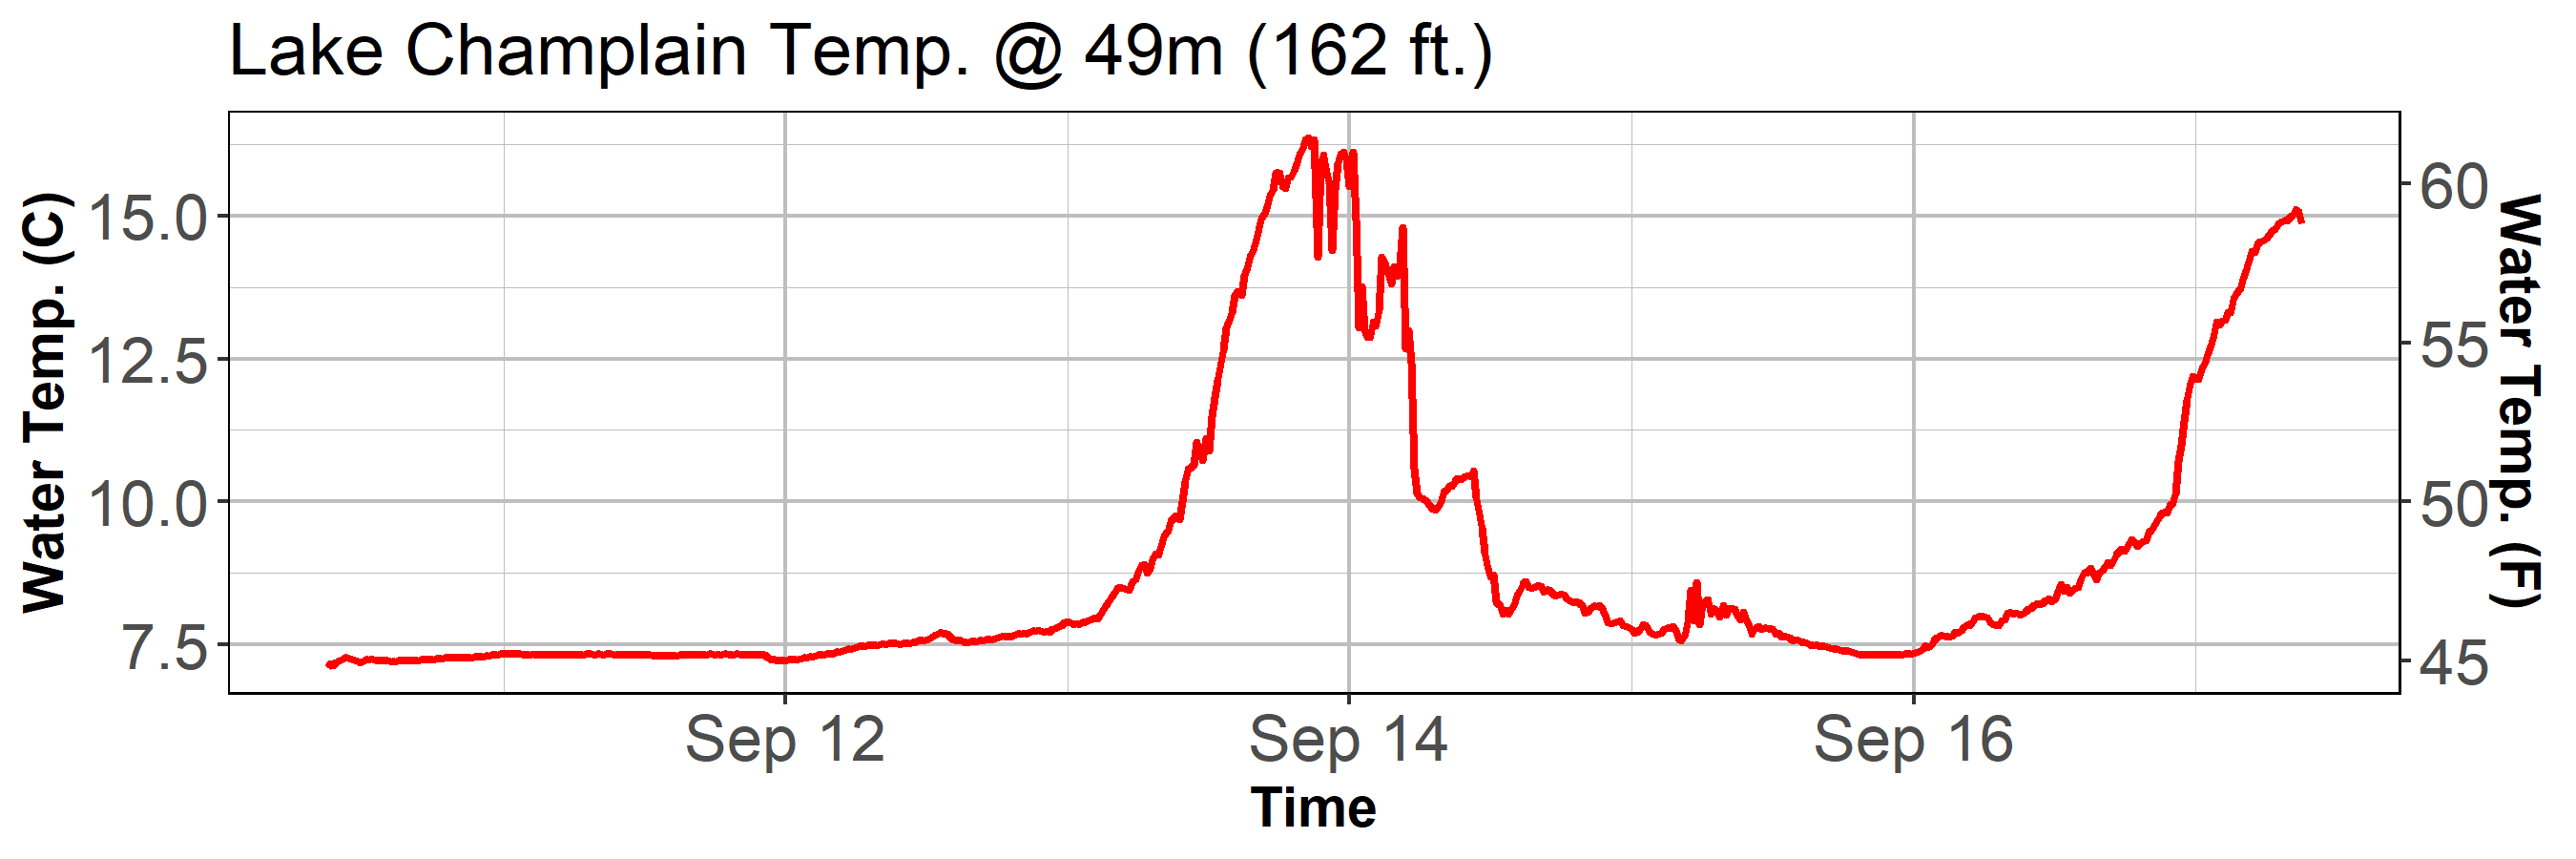 Lake Champlain Temp. @ 49m (162 ft.)
Water Temp. (C)
15.0
12.5
10.0
7.5
60
55
50
45
Water Temp. (F)
Sep 12
Sep 14
Sep 16
Time